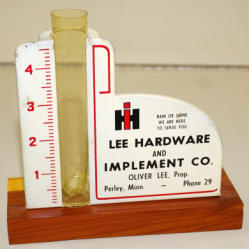 4
3
2
1
IH
RAIN OR SHINE
WE ARE HERE
TO SERVE YOU
LEE HARDWARE
AND
IMPLEMENT CO.
OLIVER LEE, Prop.
Perley, Minn. — Phone 29